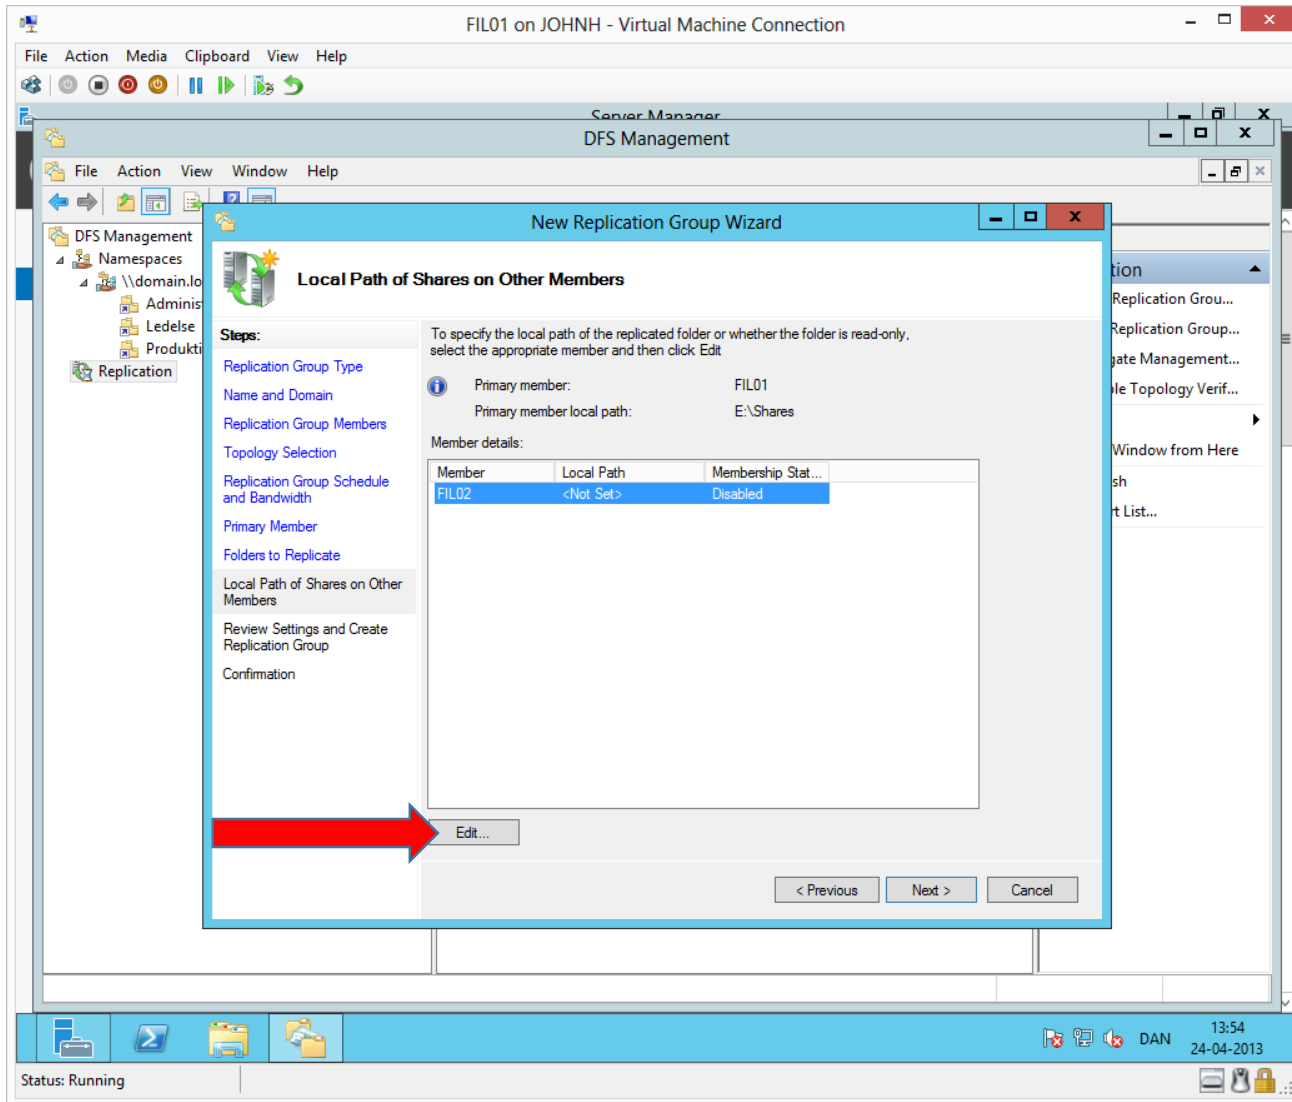 FIL01 on JOHNH - Virtual Machine Connection
File Action Media Clipboard View Help
Server Manager
DFS Management
File Action View Window Help
New Replication Group Wizard
DFS Management
Namespaces
\\domain.lo
Adminis
Ledelse
Produkti
Replication
Local Path of Shares on Other Members
Steps:
Replication Group Type
Name and Domain
Replication Group Members
Topology Selection
Replication Group Schedule
and Bandwidth
Primary Member
Folders to Replicate
Local Path of Shares on Other
Members
Review Settings and Create
Replication Group
Confirmation
To specify the local path of the replicated folder or whether the folder is read-only,
select the appropriate member and then click Edit
Primary member: FIL01
Primary member local path: E:\Shares
Member details:
Member Local Path Membership Stat...
FIL02 <Not Set> Disabled
Edit...
< Previous Next > Cancel
tion
Replication Grou...
Replication Group...
gate Management...
le Topology Verif...
Window from Here
sh
t List...
DAN
13:54
24-04-2013
Status: Running